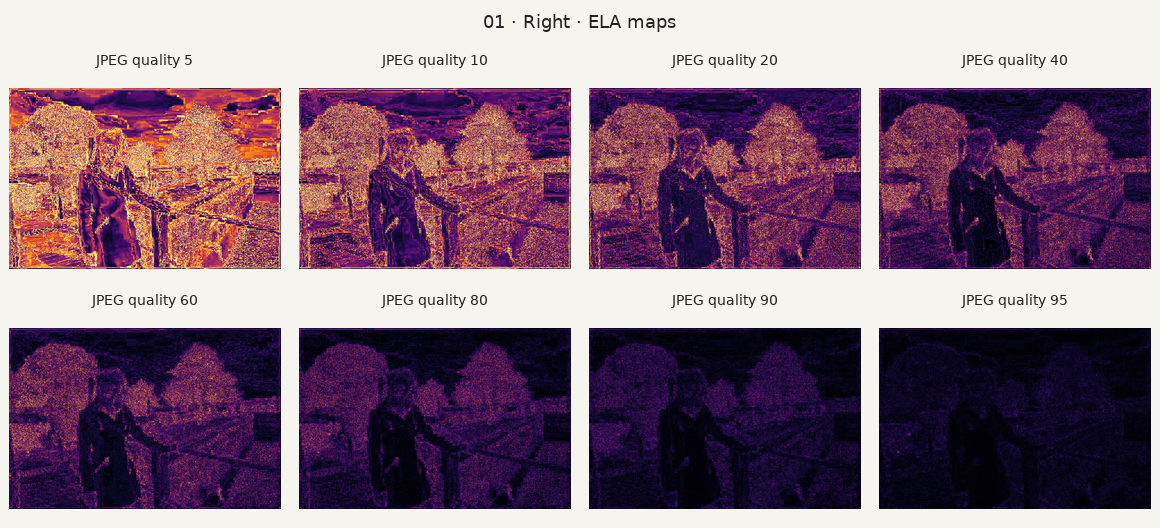 01 · Right · ELA maps
JPEG quality 5
JPEG quality 10
JPEG quality 20
JPEG quality 40
JPEG quality 60
JPEG quality 80
JPEG quality 90
JPEG quality 95